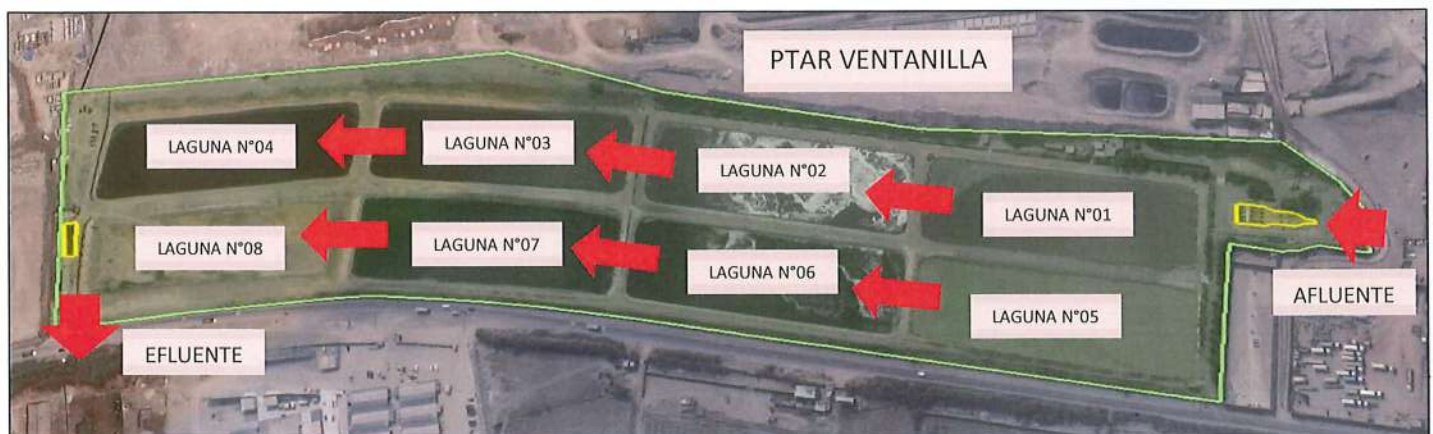 PTAR VENTANILLA
LAGUNA N°04
LAGUNA N°03
LAGUNA N°02
LAGUNA N°01
LAGUNA N°08
LAGUNA N°07
LAGUNA N°06
LAGUNA N°05
AFLUENTE
EFLUENTE